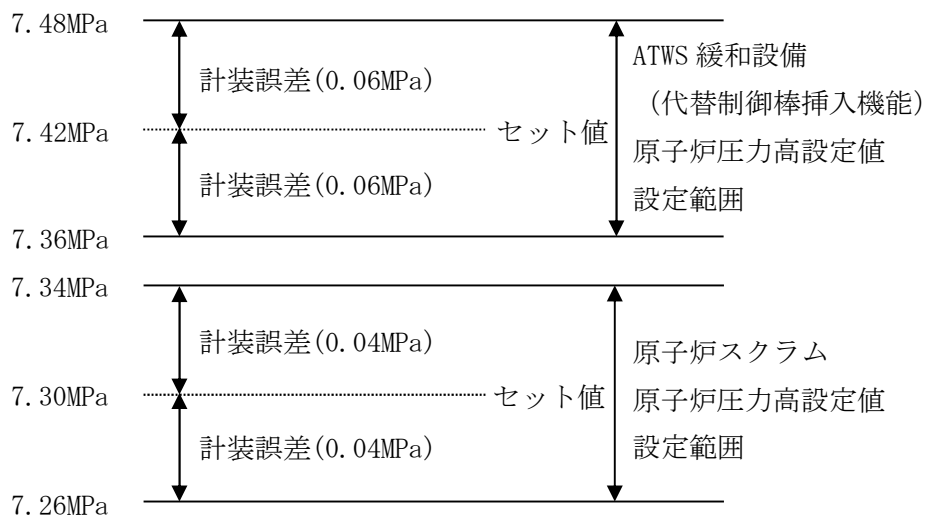 7.48MPa
計装誤差(0.06MPa)
ATWS 緩和設備
(代替制御棒挿入機能)
7.42MPa
セット値
原子炉圧力高設定値
計装誤差(0.06MPa)
設定範囲
7.36MPa
7.34MPa
計装誤差(0.04MPa)
原子炉スクラム
7.30MPa
セット値
原子炉圧力高設定値
計装誤差(0.04MPa)
設定範囲
7.26MPa